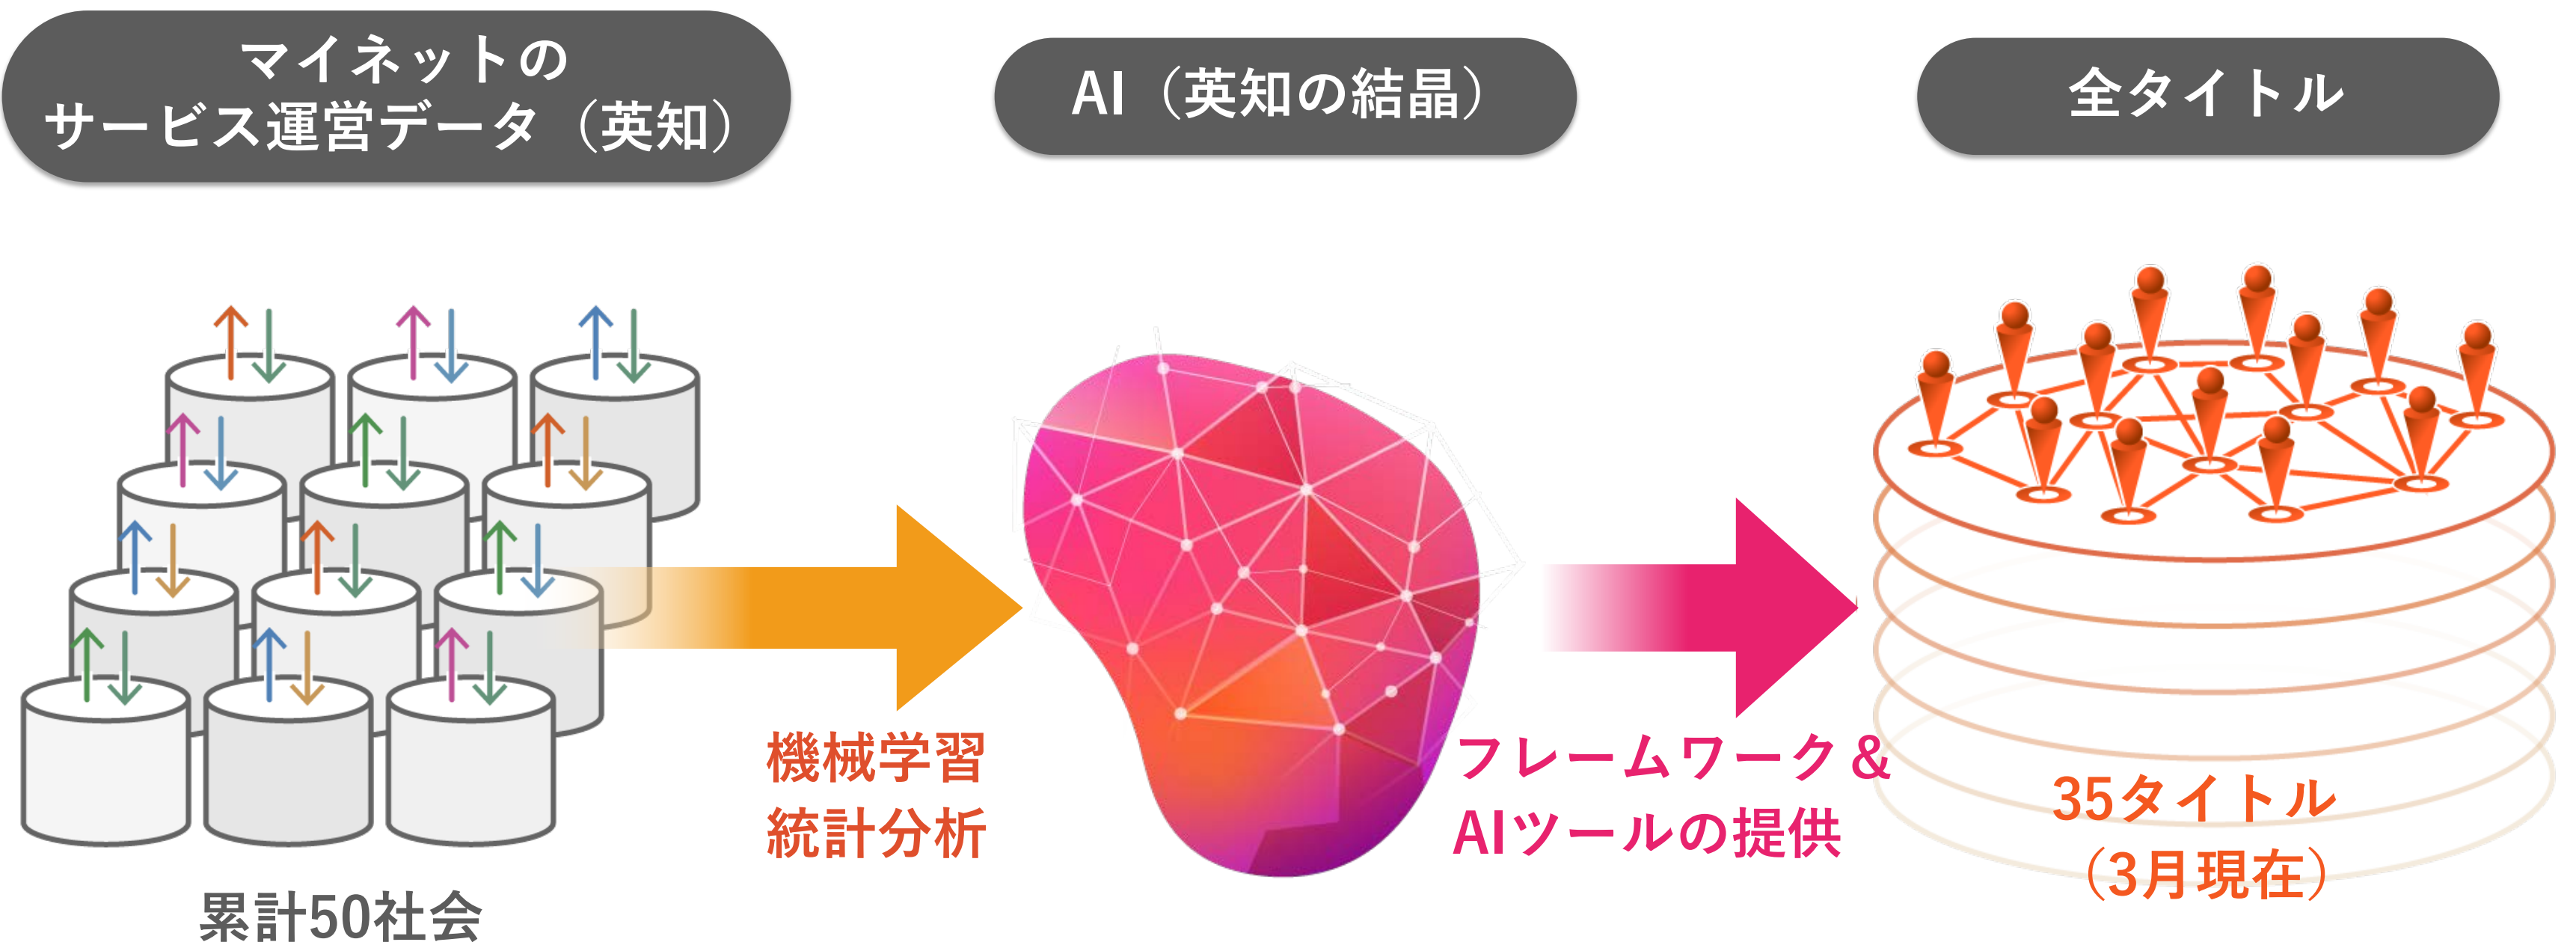 マイネットの
サービス運営データ（英知）
AI（英知の結晶）
全タイトル
機械学習
統計分析
フレームワーク＆
AIツールの提供
35タイトル
（3月現在）
累計50社会